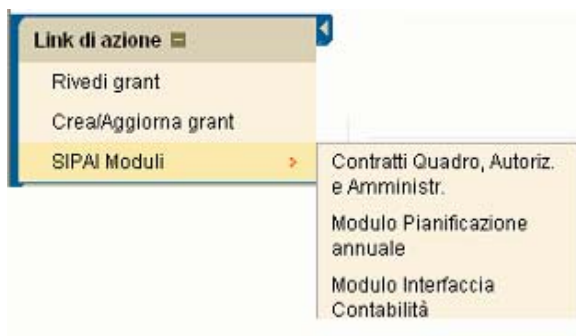 Link di azione
Rivedi grant
Crea/Aggiorna grant
SIPAI Moduli
Contratti Quadro, Autoriz.
e Amministr.
Modulo Pianificazione
annuale
Modulo Interfaccia
Contabilità